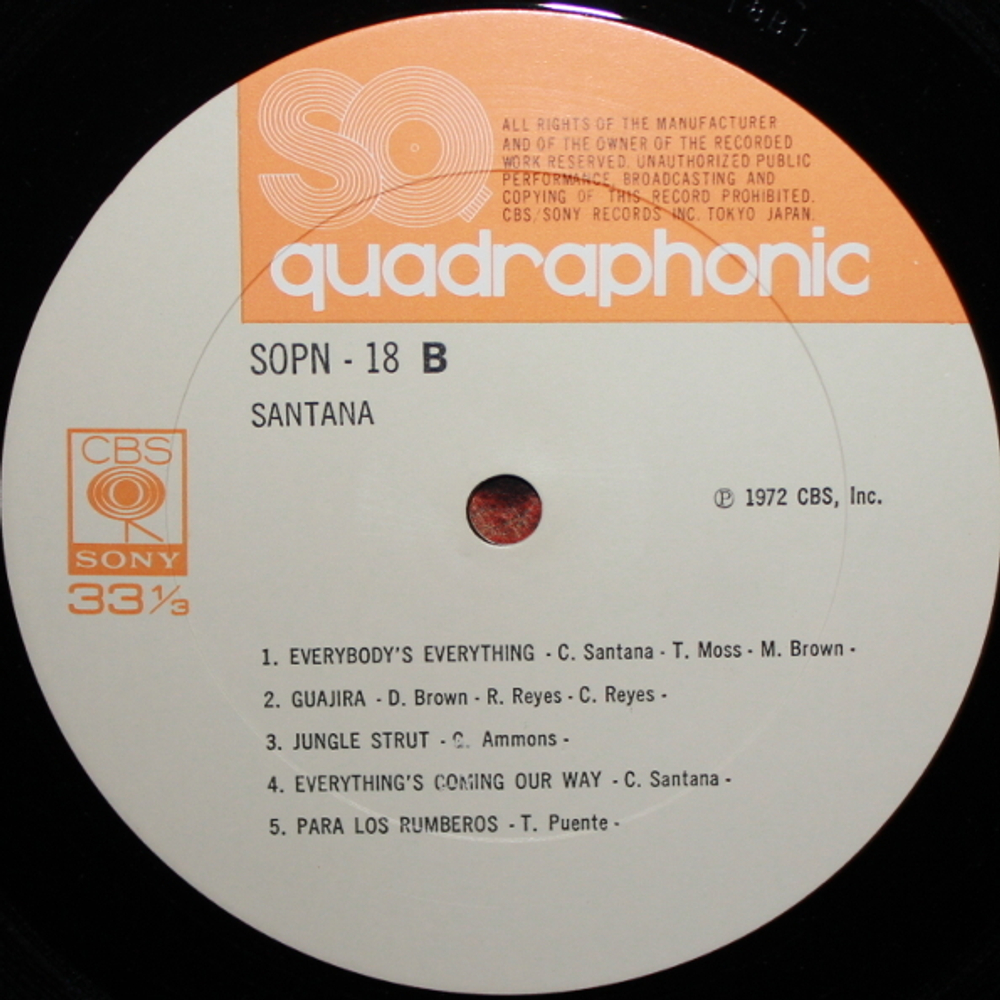 SQ
ALL RIGHTS OF THE MANUFACTURER
AND OF THE OWNER OF THE RECORDED
WORK RESERVED. UNAUTHORIZED PUBLIC
PERFORMANCE, BROADCASTING AND
COPYING OF THIS RECORD PROHIBITED.
CBS/SONY RECORDS INC. TOKYO JAPAN.
quadraphonic
SOPN - 18 B
SANTANA
CBS
SONY
33 1/3
℗ 1972 CBS, Inc.
1. EVERYBODY'S EVERYTHING - C. Santana - T. Moss - M. Brown -
2. GUAJIRA - D. Brown - R. Reyes - C. Reyes -
3. JUNGLE STRUT - Ammons -
4. EVERYTHING'S COMING OUR WAY - C. Santana -
5. PARA LOS RUMBEROS - T. Puente -